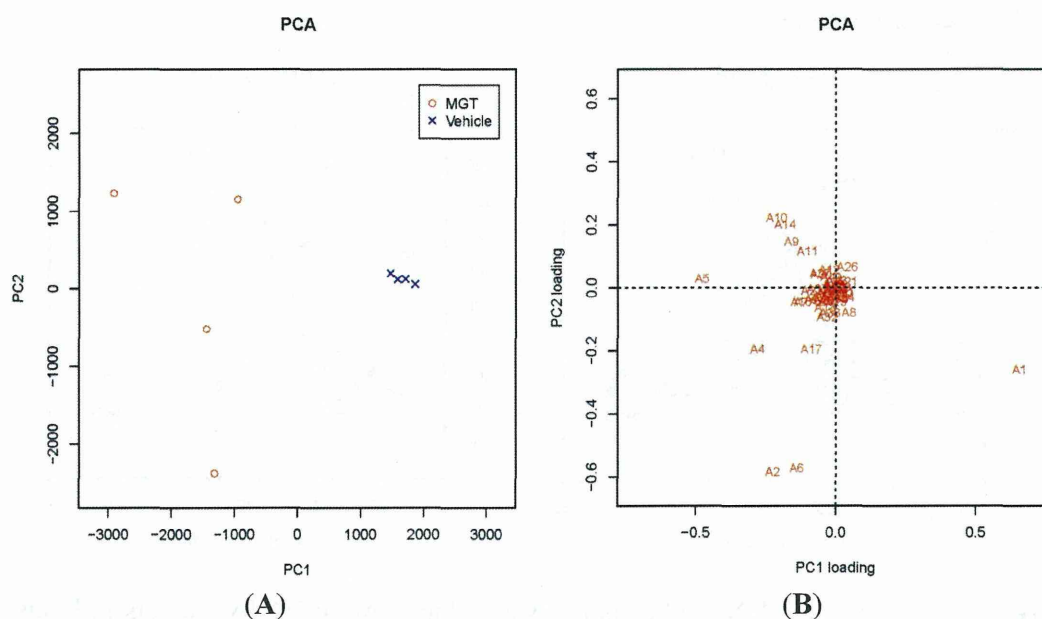 PCA
MGT
Vehicle
2000
1000
0
−1000
−2000
PC2
−3000 −2000 −1000 0 1000 2000 3000
PC1
(A)
PCA
0.6
0.4
0.2
0.0
−0.2
−0.4
−0.6
PC2 loading
A10
A14
A9
A11
A26
A5
A8
A4
A17
A1
A2
A6
−0.5 0.0 0.5
PC1 loading
(B)